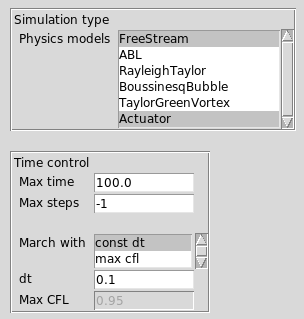 Simulation type
Physics models FreeStream
ABL
RayleighTaylor
BoussinesqBubble
TaylorGreenVortex
Actuator
Time control
Max time 100.0
Max steps -1
March with const dt
max cfl
dt 0.1
Max CFL 0.95